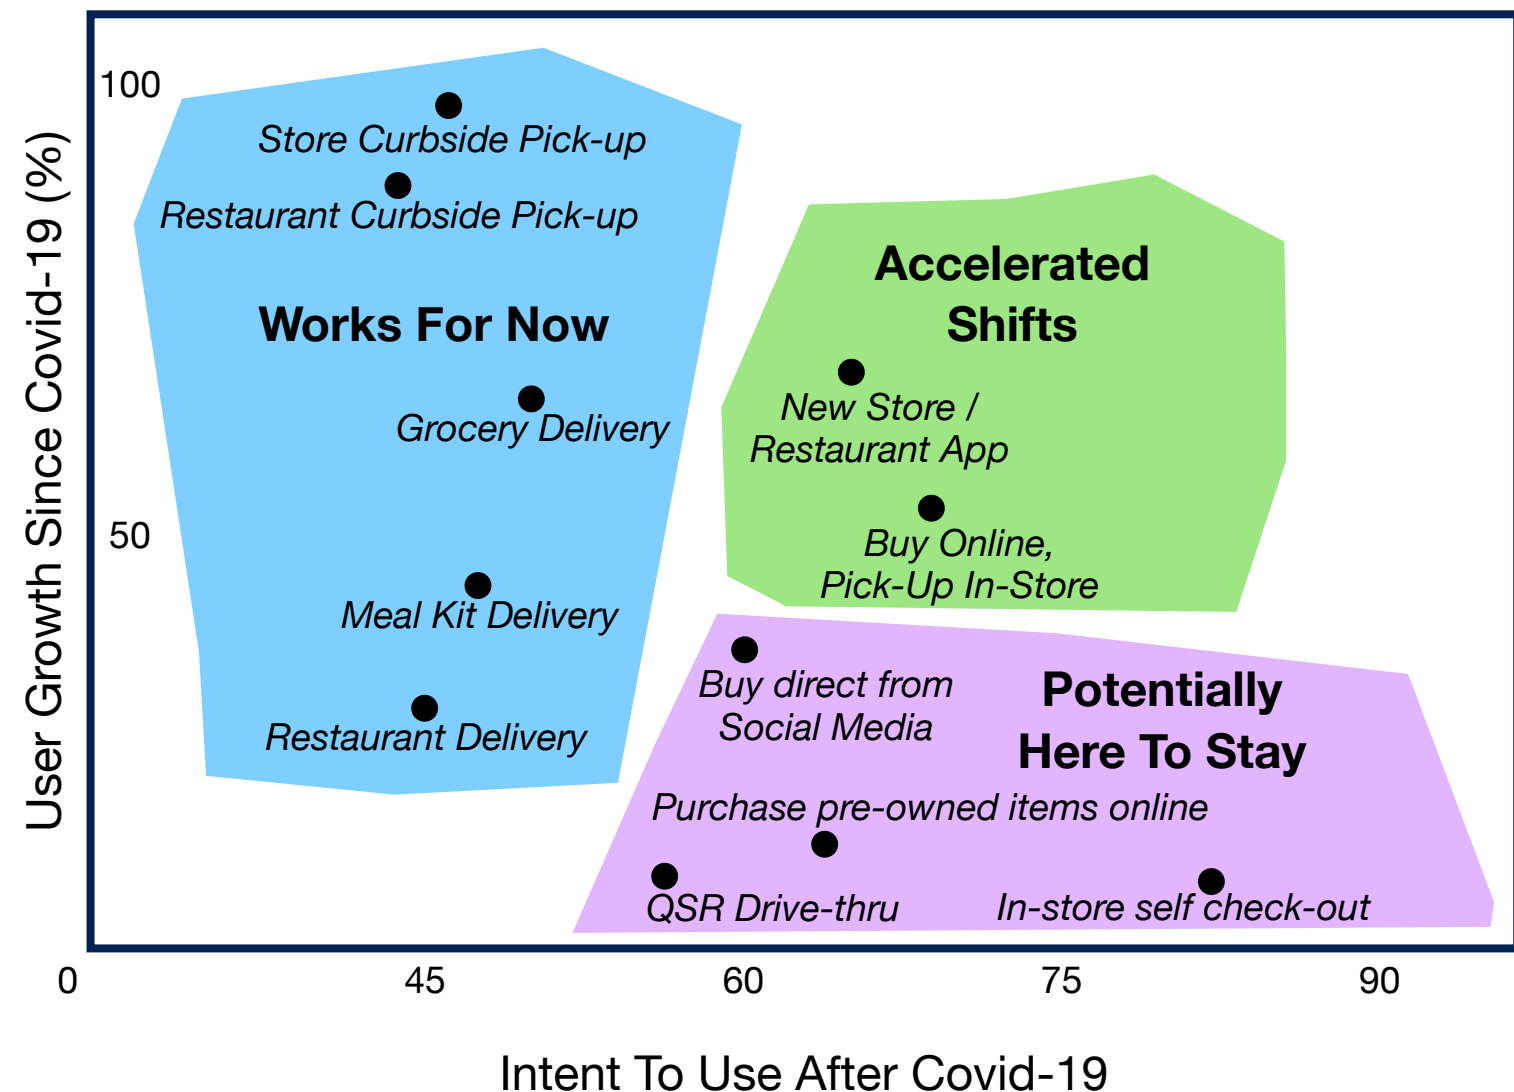 User Growth Since Covid-19 (%)
100
50
Store Curbside Pick-up
Restaurant Curbside Pick-up
Works For Now
Grocery Delivery
Meal Kit Delivery
Restaurant Delivery
Accelerated
Shifts
New Store /
Restaurant App
Buy Online,
Pick-Up In-Store
Buy direct from
Social Media
Potentially
Here To Stay
Purchase pre-owned items online
QSR Drive-thru
In-store self check-out
0
45
60
75
90
Intent To Use After Covid-19